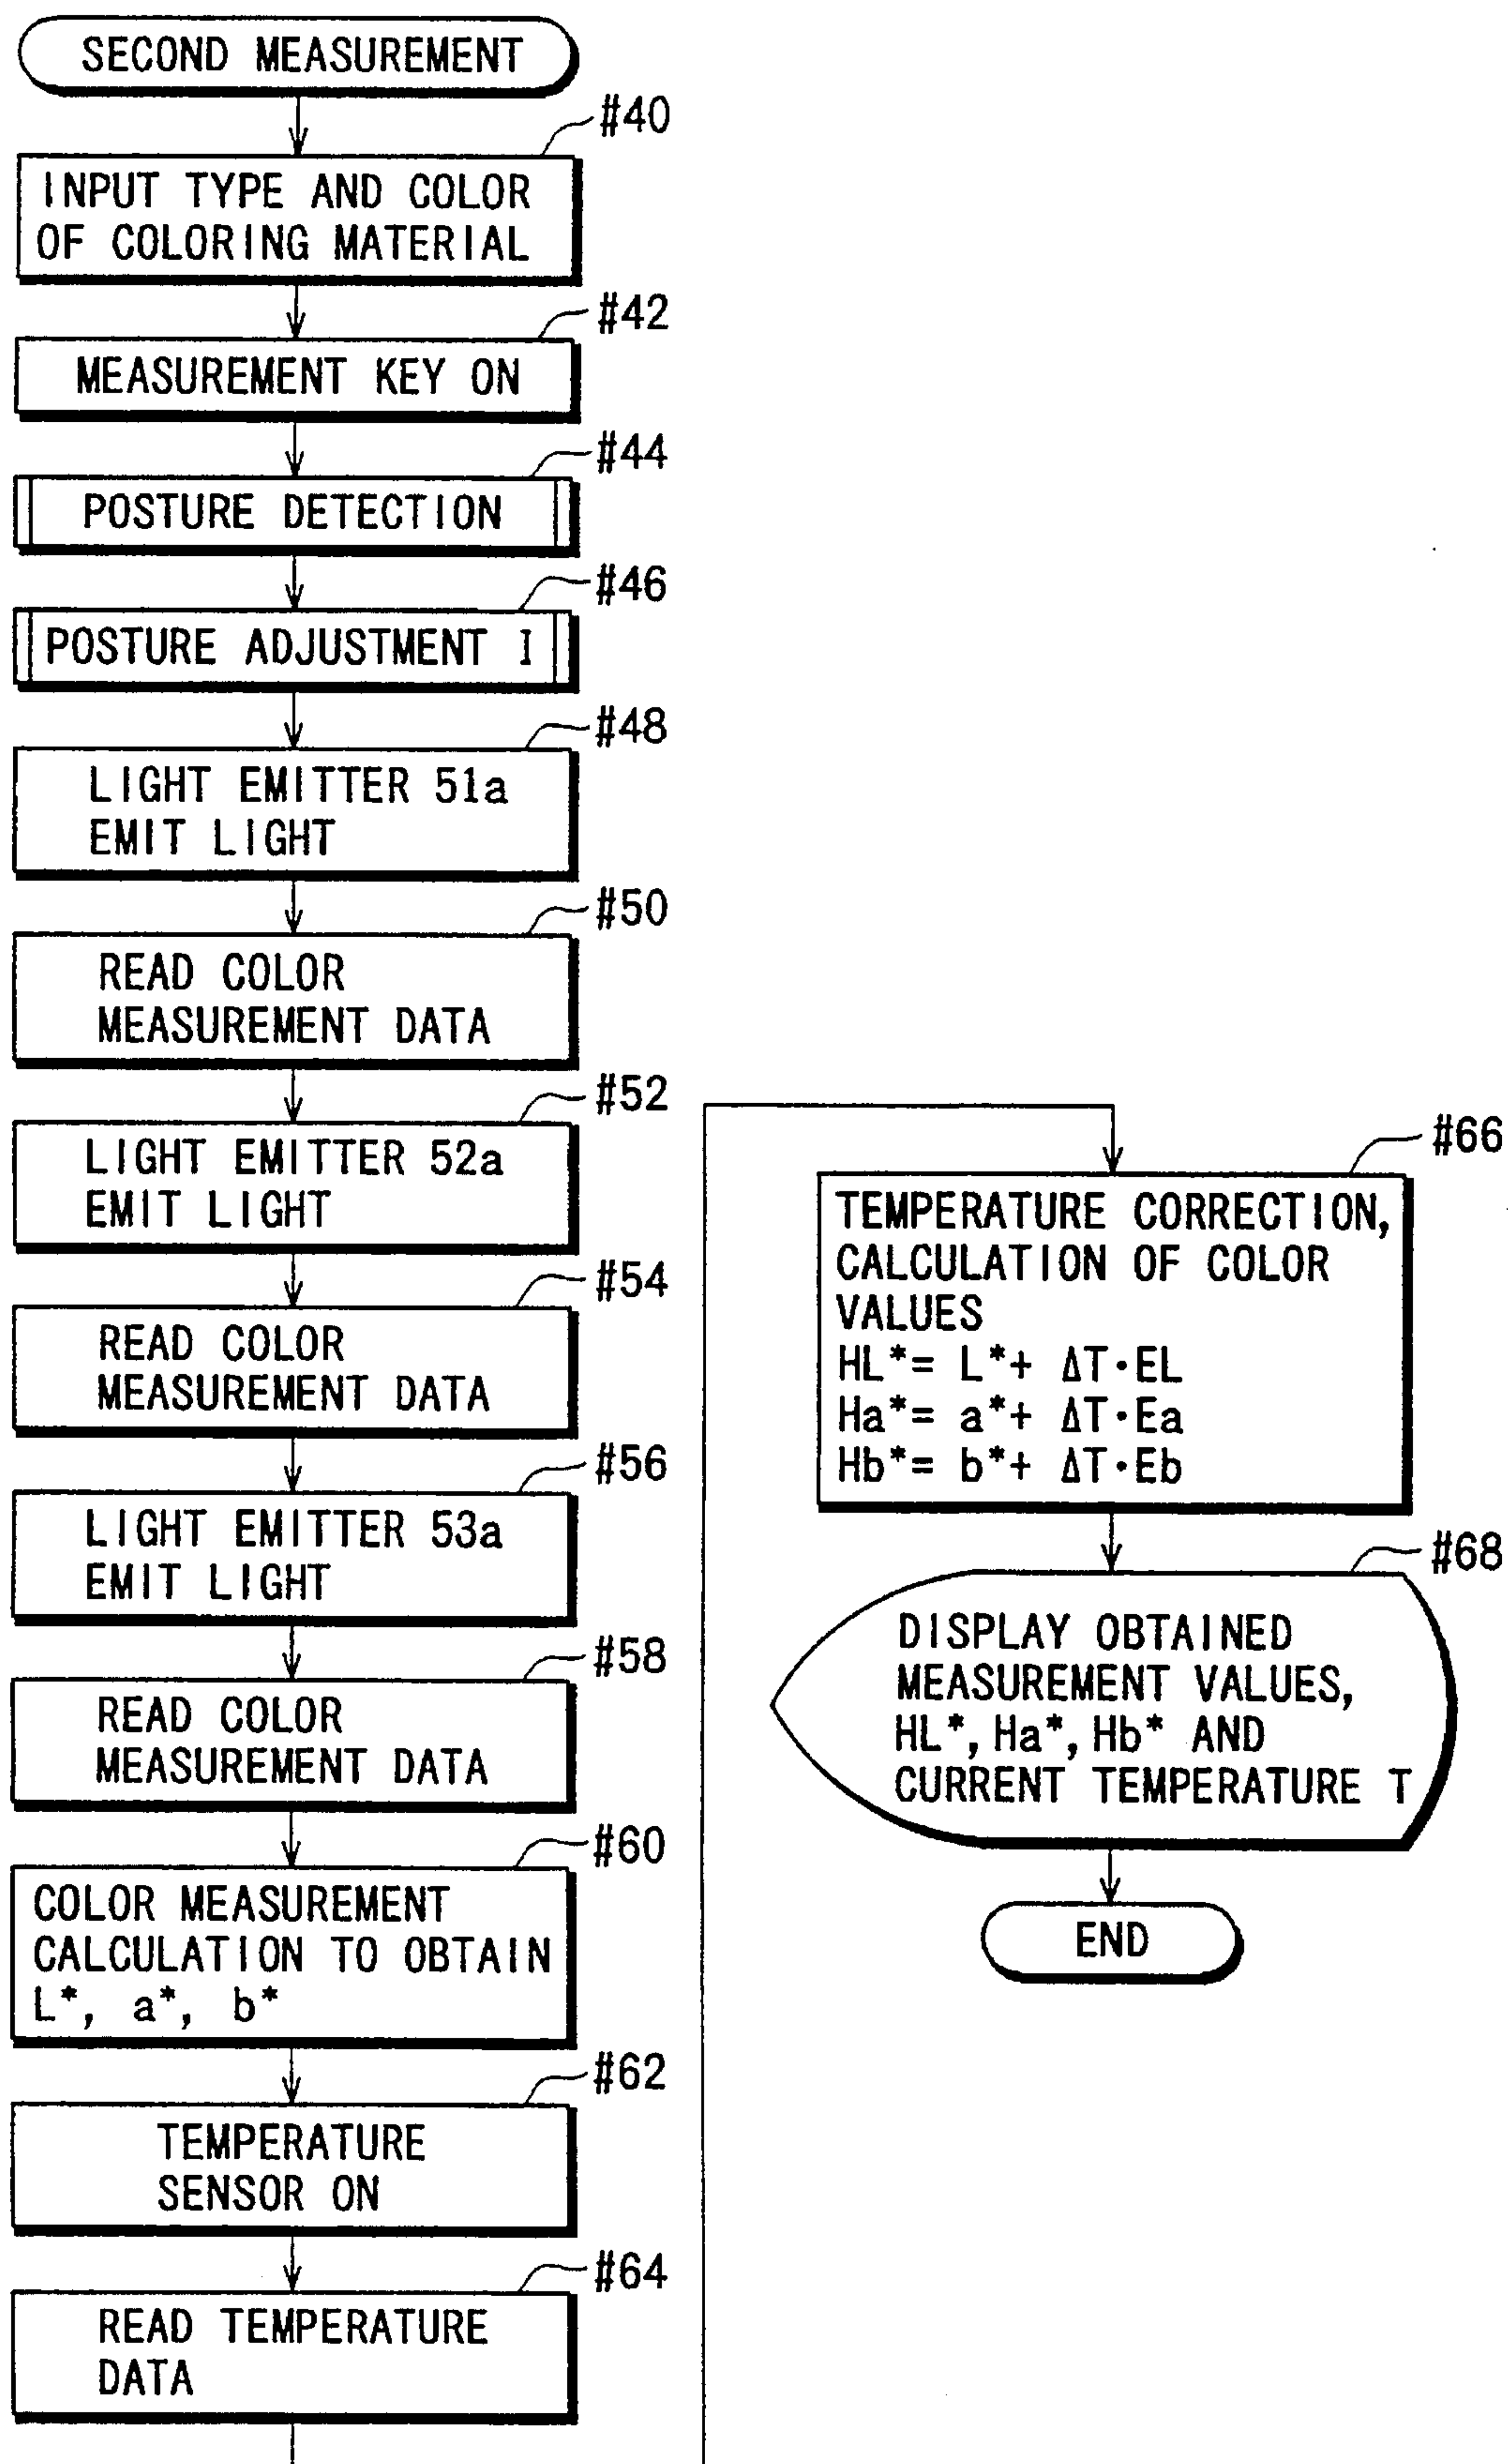 SECOND MEASUREMENT
#40
INPUT TYPE AND COLOR
OF COLORING MATERIAL
#42
MEASUREMENT KEY ON
#44
POSTURE DETECTION
#46
POSTURE ADJUSTMENT I
#48
LIGHT EMITTER 51a
EMIT LIGHT
#50
READ COLOR
MEASUREMENT DATA
#52
LIGHT EMITTER 52a
EMIT LIGHT
#54
READ COLOR
MEASUREMENT DATA
#56
LIGHT EMITTER 53a
EMIT LIGHT
#58
READ COLOR
MEASUREMENT DATA
#60
COLOR MEASUREMENT
CALCULATION TO OBTAIN
L*, a*, b*
#62
TEMPERATURE
SENSOR ON
#64
READ TEMPERATURE
DATA
#66
TEMPERATURE CORRECTION,
CALCULATION OF COLOR
VALUES
HL*= L*+ ΔT·EL
Ha*= a*+ ΔT·Ea
Hb*= b*+ ΔT·Eb
#68
DISPLAY OBTAINED
MEASUREMENT VALUES,
HL*, Ha*, Hb* AND
CURRENT TEMPERATURE T
END